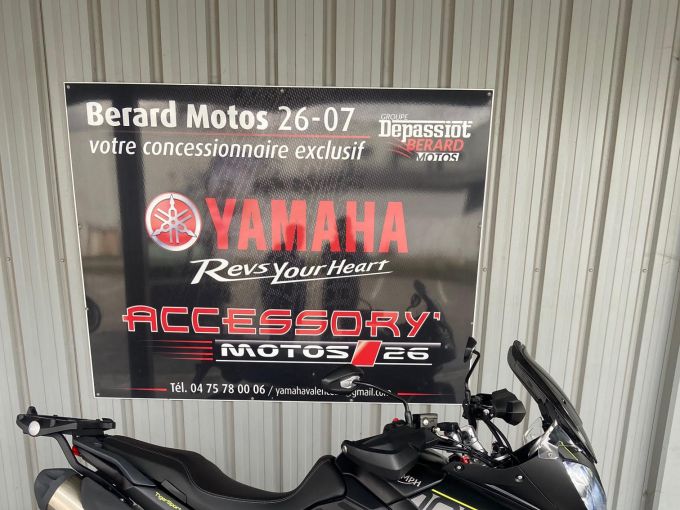 Berard Motos 26-07
votre concessionnaire exclusif
GROUPE
Depassiot
BERARD
MOTOS
YAMAHA
Revs Your Heart
ACCESSORY'
MOTOS 26
Tél. 04 75 78 00 06 /
TigerSport